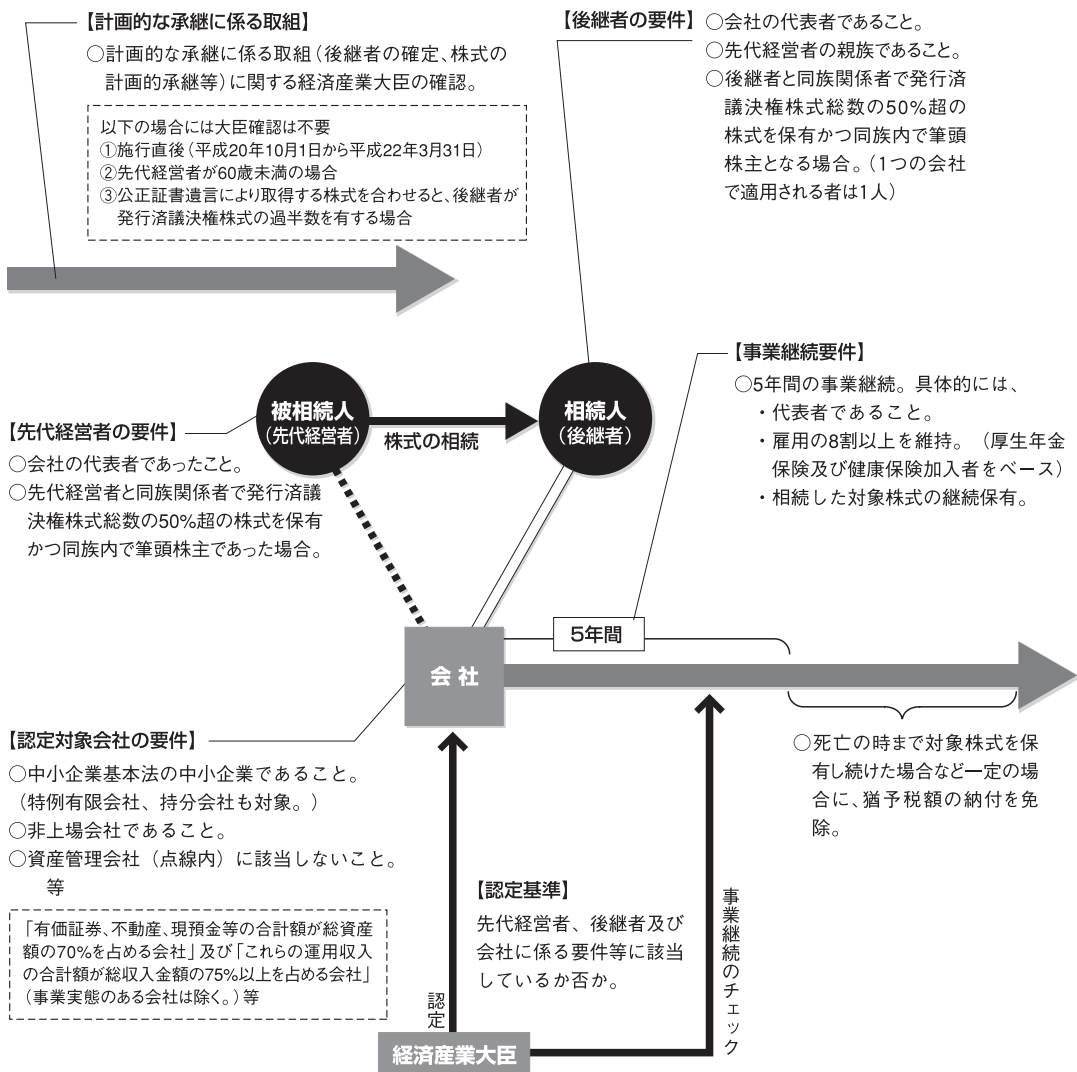 【計画的な承継に係る取組】
○計画的な承継に係る取組（後継者の確定、株式の
計画的承継等）に関する経済産業大臣の確認。
以下の場合には大臣確認は不要
①施行直後（平成20年10月1日から平成22年3月31日）
②先代経営者が60歳未満の場合
③公正証書遺言により取得する株式を合わせると、後継者が
発行済議決権株式の過半数を有する場合
【後継者の要件】
○会社の代表者であること。
○先代経営者の親族であること。
○後継者と同族関係者で発行済
議決権株式総数の50%超の
株式を保有かつ同族内で筆頭
株主となる場合。（1つの会社
で適用される者は1人）
被相続人
（先代経営者）
株式の相続
相続人
（後継者）
【先代経営者の要件】
○会社の代表者であったこと。
○先代経営者と同族関係者で発行済議
決権株式総数の50%超の株式を保有
かつ同族内で筆頭株主であった場合。
【事業継続要件】
○5年間の事業継続。具体的には、
・代表者であること。
・雇用の8割以上を維持。（厚生年金
保険及び健康保険加入者をベース）
・相続した対象株式の継続保有。
5年間
会社
【認定対象会社の要件】
○中小企業基本法の中小企業であること。
（特例有限会社、持分会社も対象。）
○非上場会社であること。
○資産管理会社（点線内）に該当しないこと。
等
「有価証券、不動産、現預金等の合計額が総資産
額の70%を占める会社」及び「これらの運用収入
の合計額が総収入金額の75%以上を占める会社」
（事業実態のある会社は除く。）等
○死亡の時まで対象株式を保
有し続けた場合など一定の場
合に、猶予税額の納付を免
除。
【認定基準】
先代経営者、後継者及び
会社に係る要件等に該当
しているか否か。
認定
事業継続のチェック
経済産業大臣